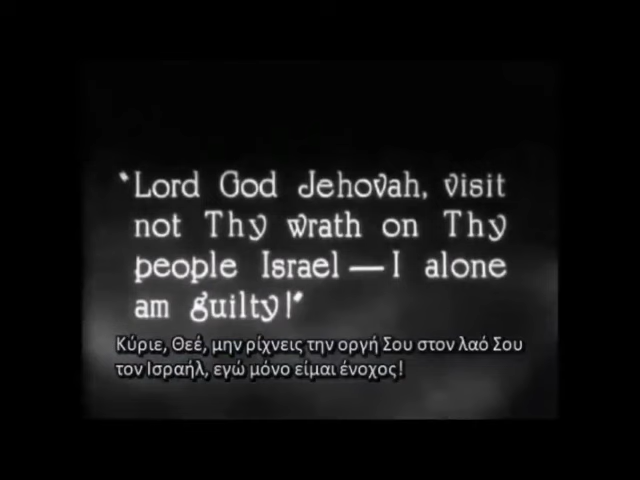 "Lord God Jehovah, visit
not Thy wrath on Thy
people Israel — I alone
am guilty!"
Κύριε, Θεέ, μην ρίχνεις την οργή Σου στον λαό Σου
τον Ισραήλ, εγώ μόνο είμαι ένοχος!